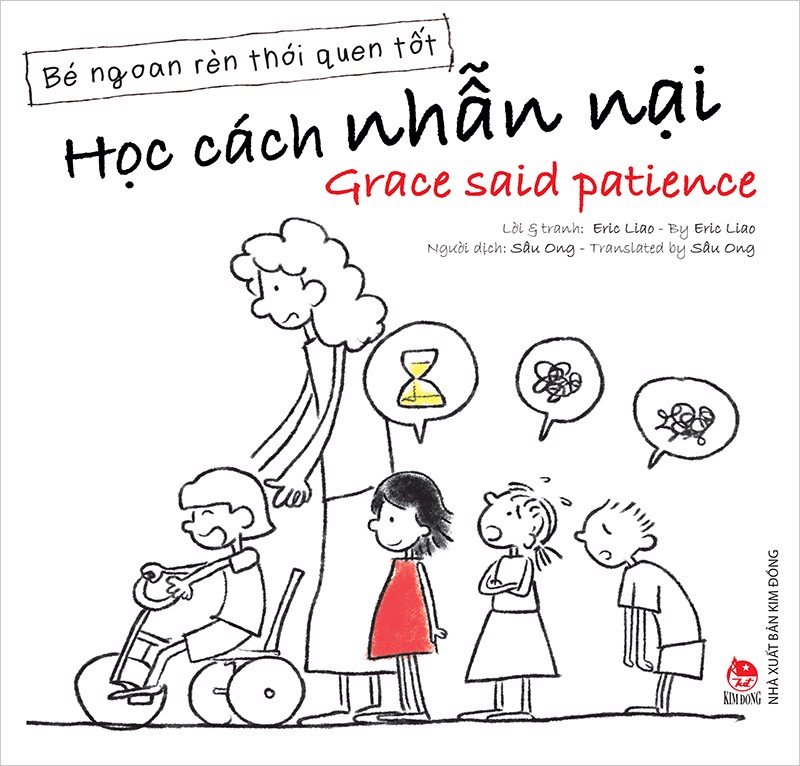 Bé ngoan rèn thói quen tốt
Học cách nhẫn nại
Grace said patience
Lời & tranh: Eric Liao - By Eric Liao
Người dịch: Sâu Ong - Translated by Sâu Ong
NHÀ XUẤT BẢN KIM ĐỒNG
KIM ĐỒNG